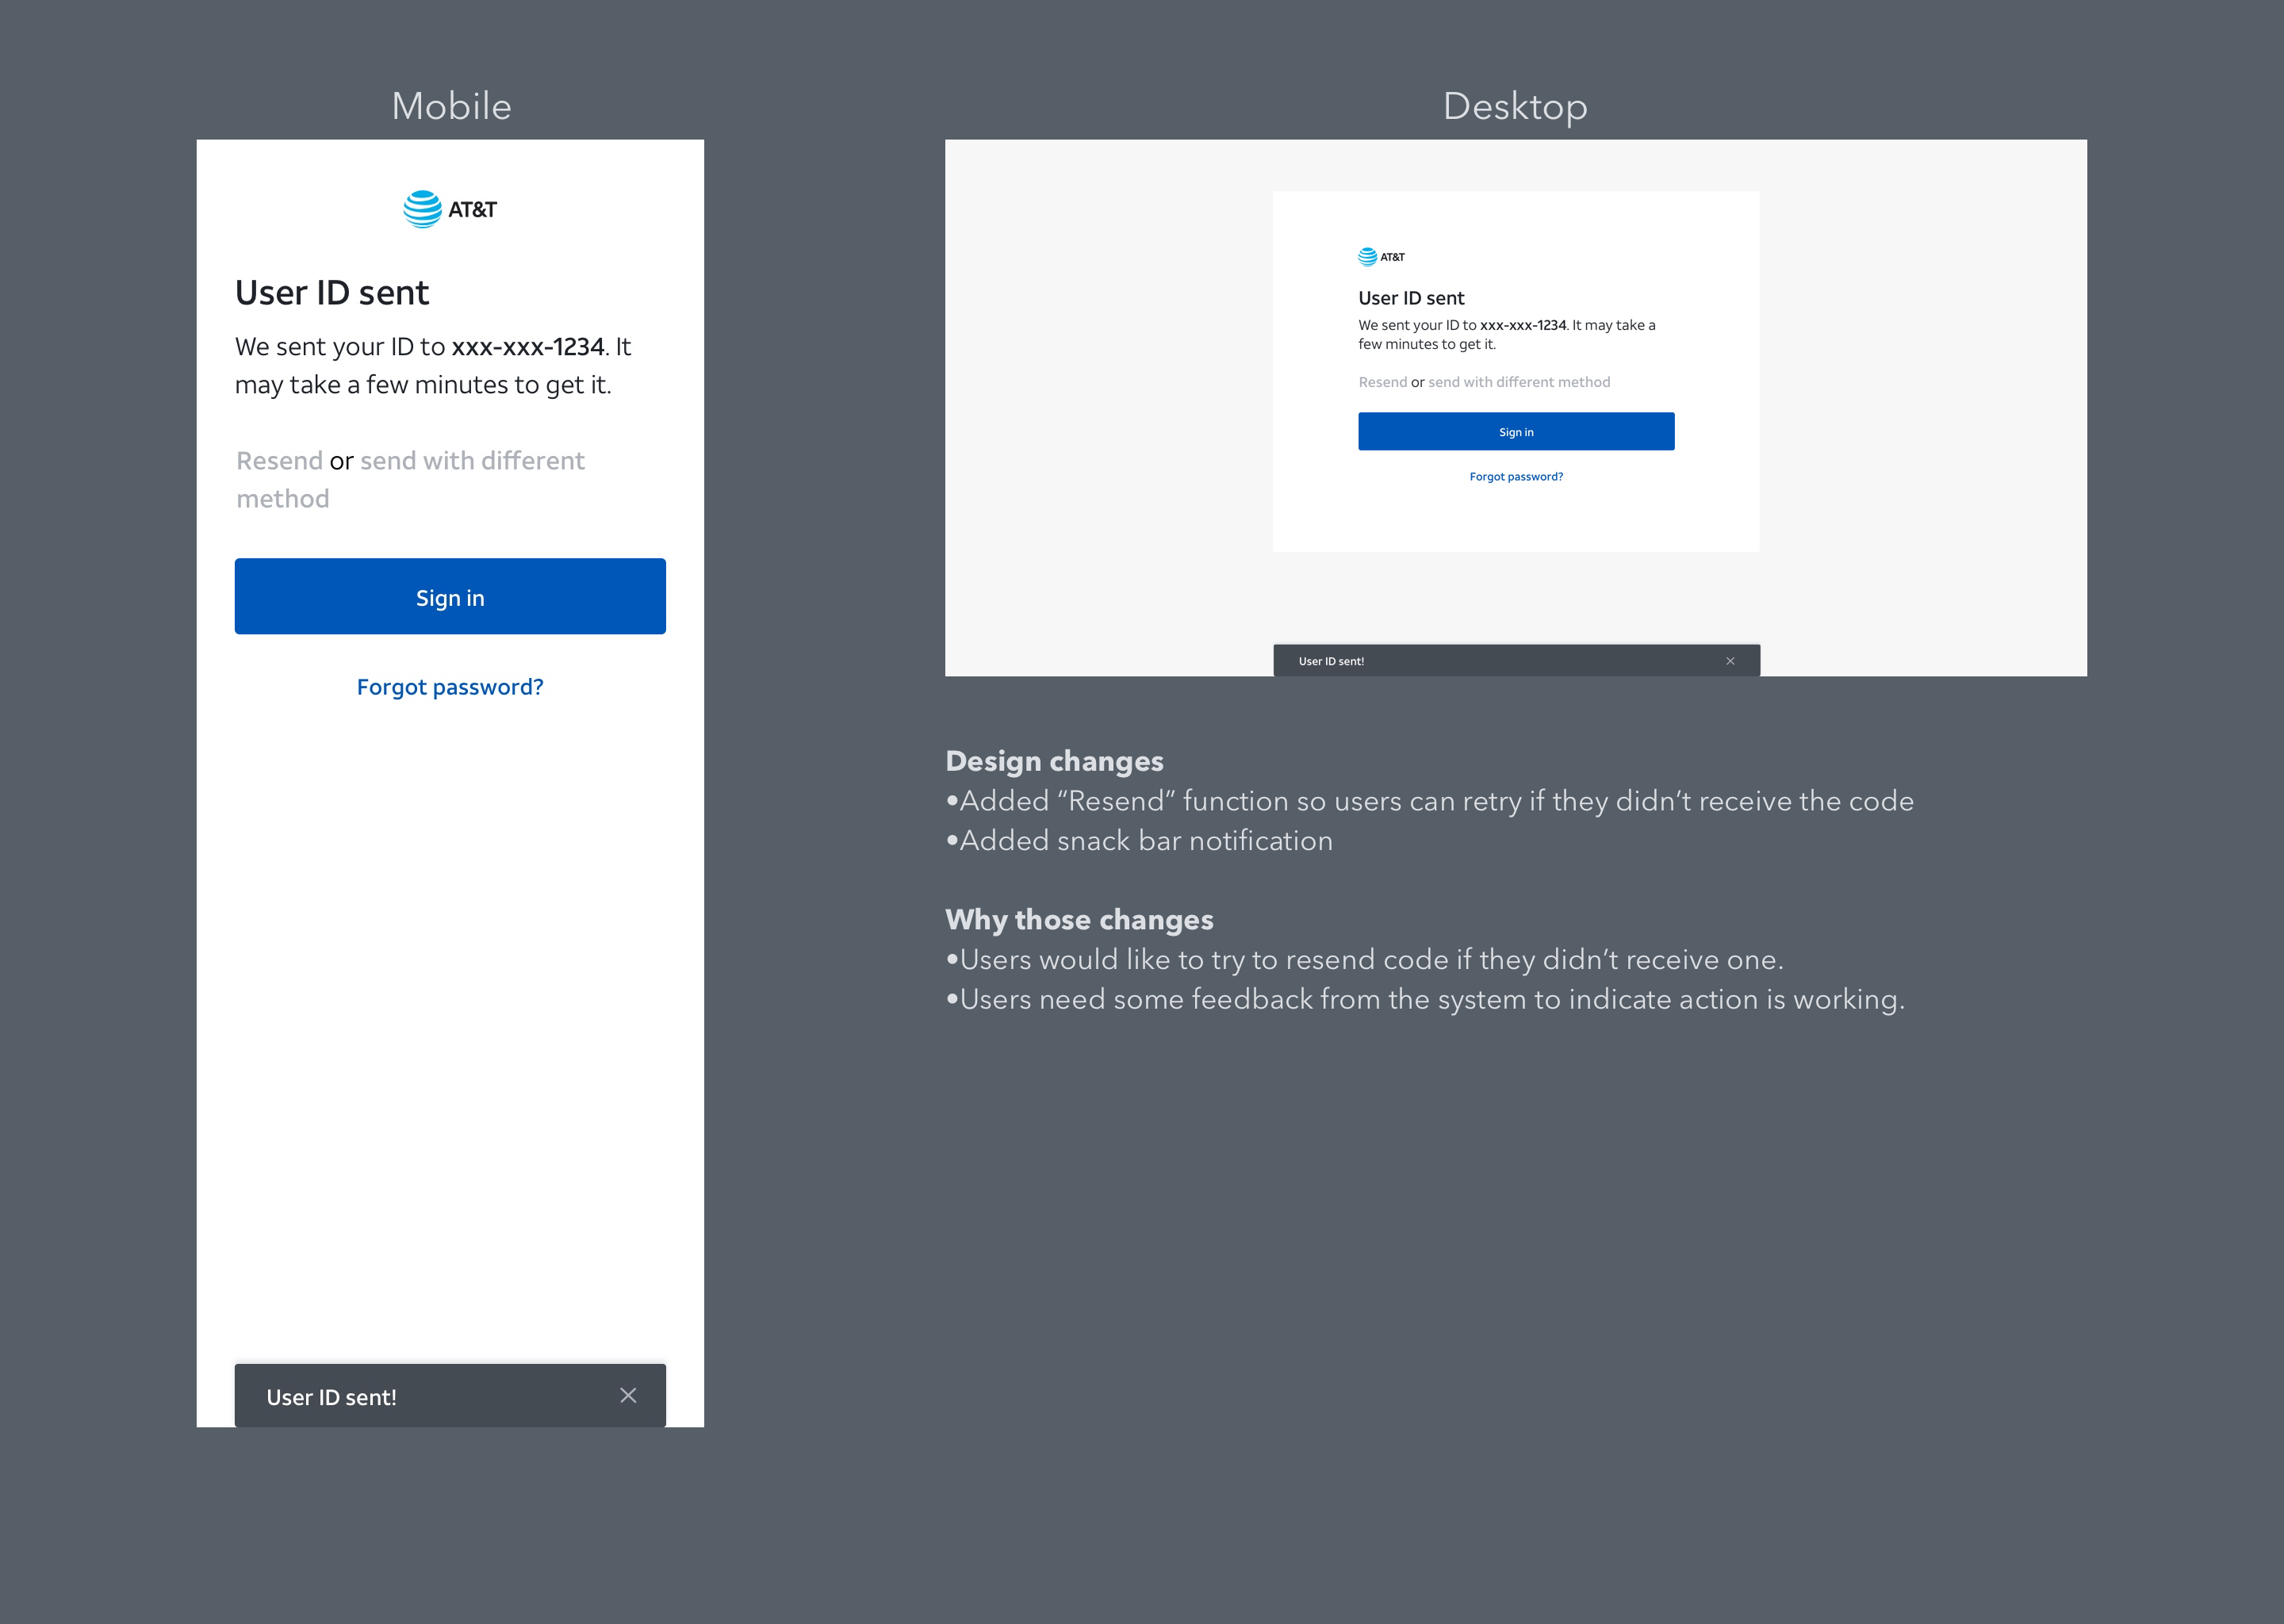 Mobile
AT&T
User ID sent
We sent your ID to xxx-xxx-1234. It
may take a few minutes to get it.
Resend or send with different
method
Sign in
Forgot password?
User ID sent!
Desktop
AT&T
User ID sent
We sent your ID to xxx-xxx-1234. It may take a
few minutes to get it.
Resend or send with different method
Sign in
Forgot password?
User ID sent!
Design changes
•Added “Resend” function so users can retry if they didn’t receive the code
•Added snack bar notification
Why those changes
•Users would like to try to resend code if they didn’t receive one.
•Users need some feedback from the system to indicate action is working.